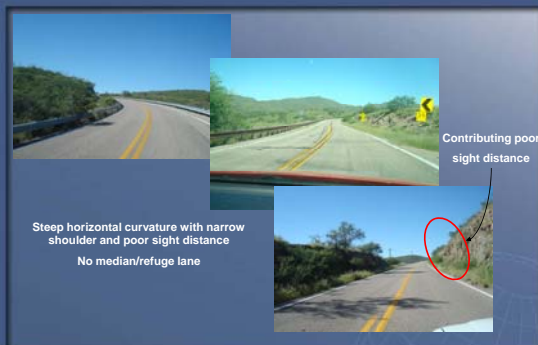 Contributing poor
sight distance
Steep horizontal curvature with narrow
shoulder and poor sight distance
No median/refuge lane